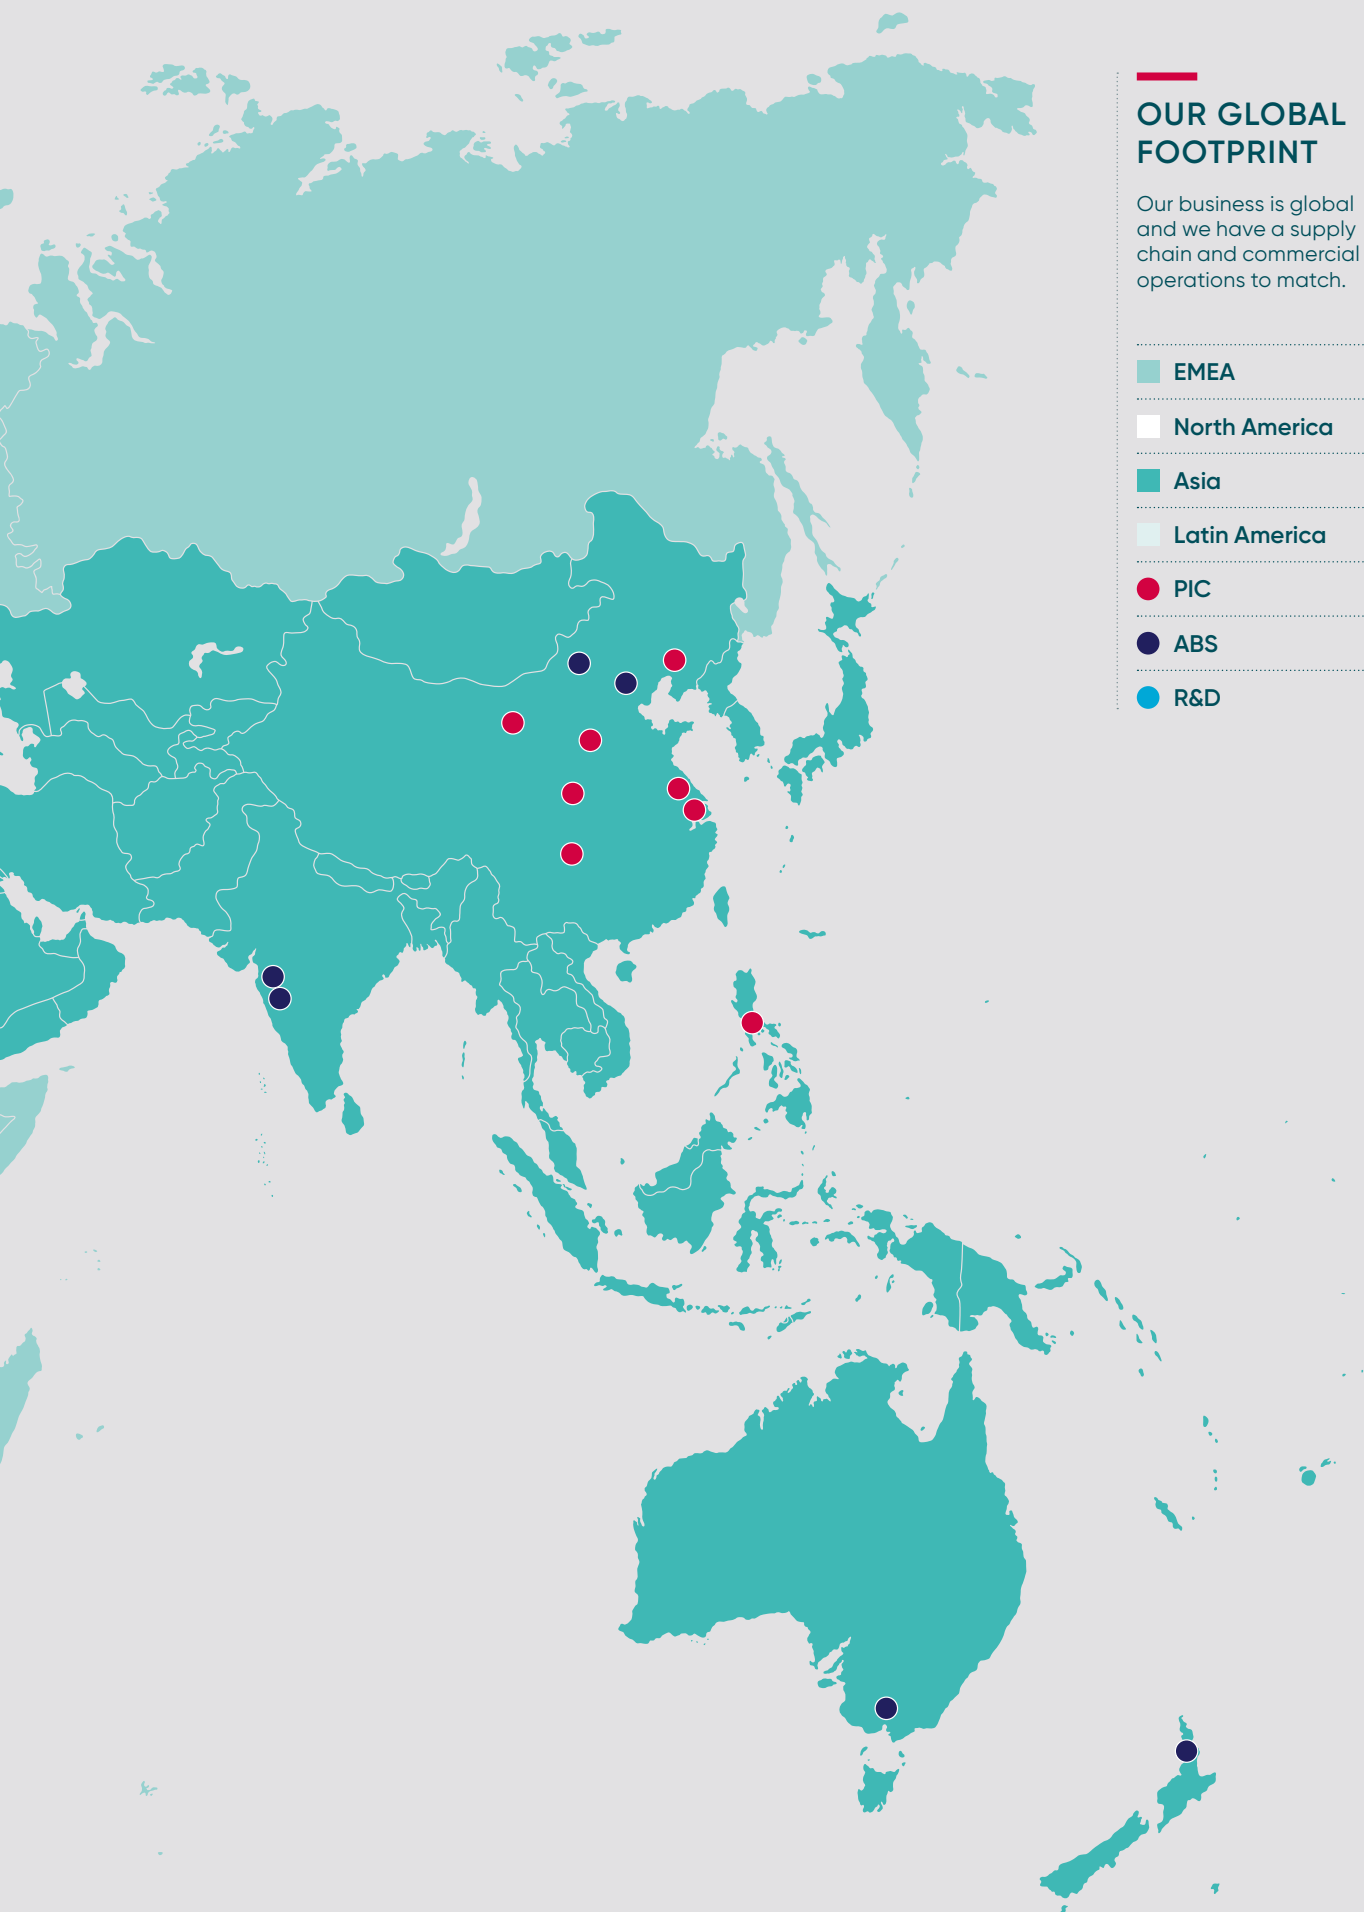 OUR GLOBAL
FOOTPRINT
Our business is global
and we have a supply
chain and commercial
operations to match.
EMEA
North America
Asia
Latin America
PIC
ABS
R&D